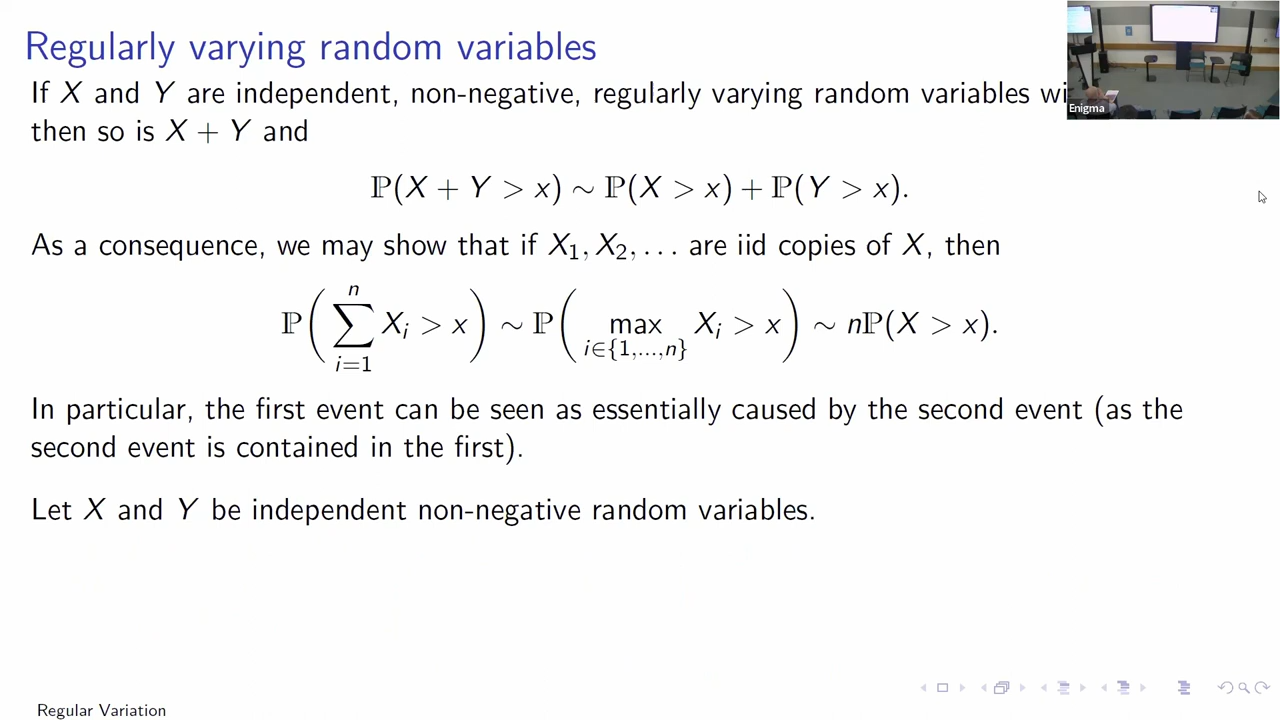 Regularly varying random variables
If X and Y are independent, non-negative, regularly varying random variables
then so is X + Y and
ℙ(X + Y > x) ∼ ℙ(X > x) + ℙ(Y > x).
As a consequence, we may show that if X₁, X₂, . . . are iid copies of X, then
ℙ(∑ᵢ₌₁ⁿ Xᵢ > x) ∼ ℙ(max_{i∈{1,...,n}} Xᵢ > x) ∼ nℙ(X > x).
In particular, the first event can be seen as essentially caused by the second event (as the
second event is contained in the first).
Let X and Y be independent non-negative random variables.
Regular Variation
Enigma